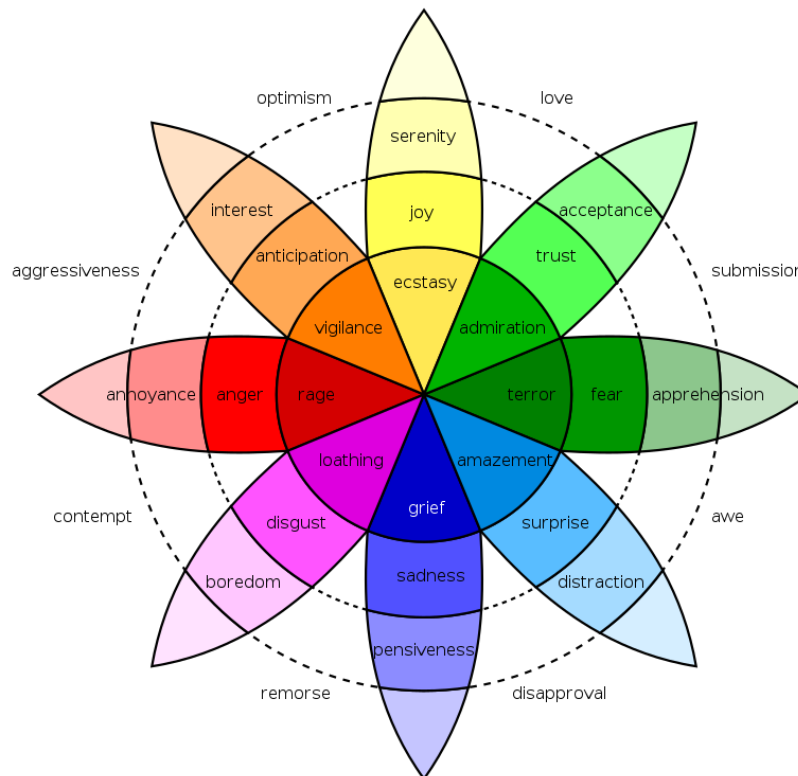 optimism
love
serenity
interest
acceptance
joy
anticipation
trust
aggressiveness
submission
ecstasy
vigilance
admiration
annoyance
anger
rage
terror
fear
apprehension
loathing
amazement
grief
contempt
disgust
surprise
awe
boredom
sadness
distraction
pensiveness
remorse
disapproval